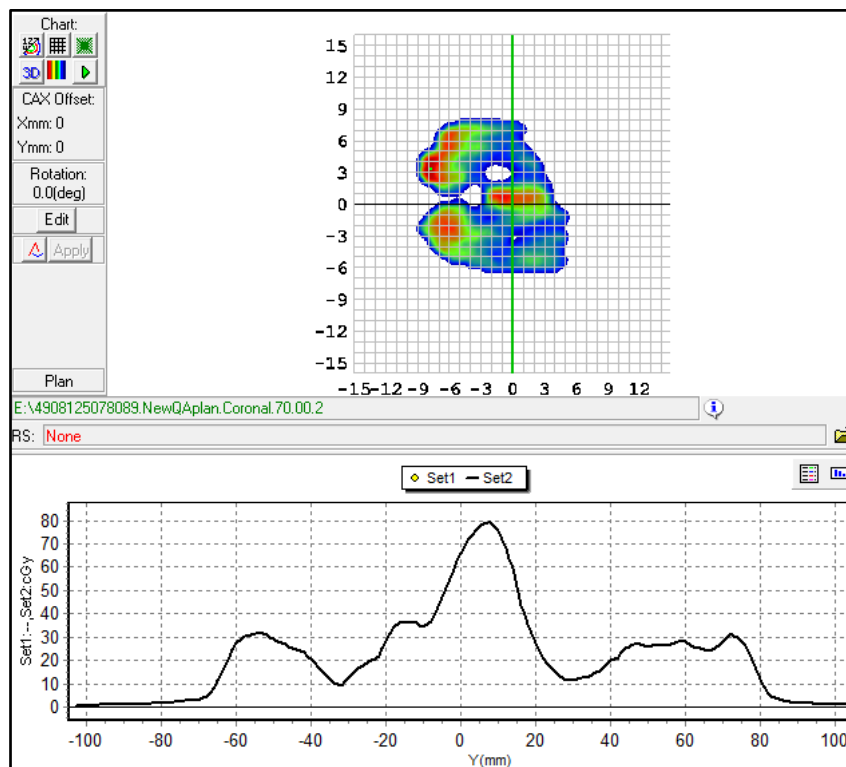 Chart:
3D
CAX Offset:
Xmm: 0
Ymm: 0
Rotation:
0.0(deg)
Edit
Apply
Plan
15
12
9
6
3
0
-3
-6
-9
-12
-15
-15 -12 -9 -6 -3 0 3 6 9 12
E:\4908125078089.NewQAplan.Coronal.70.00.2
RS: None
Set1 Set2
Set1:--,Set2:cGy
80
70
60
50
40
30
20
10
0
-100 -80 -60 -40 -20 0 20 40 60 80 100
Y(mm)